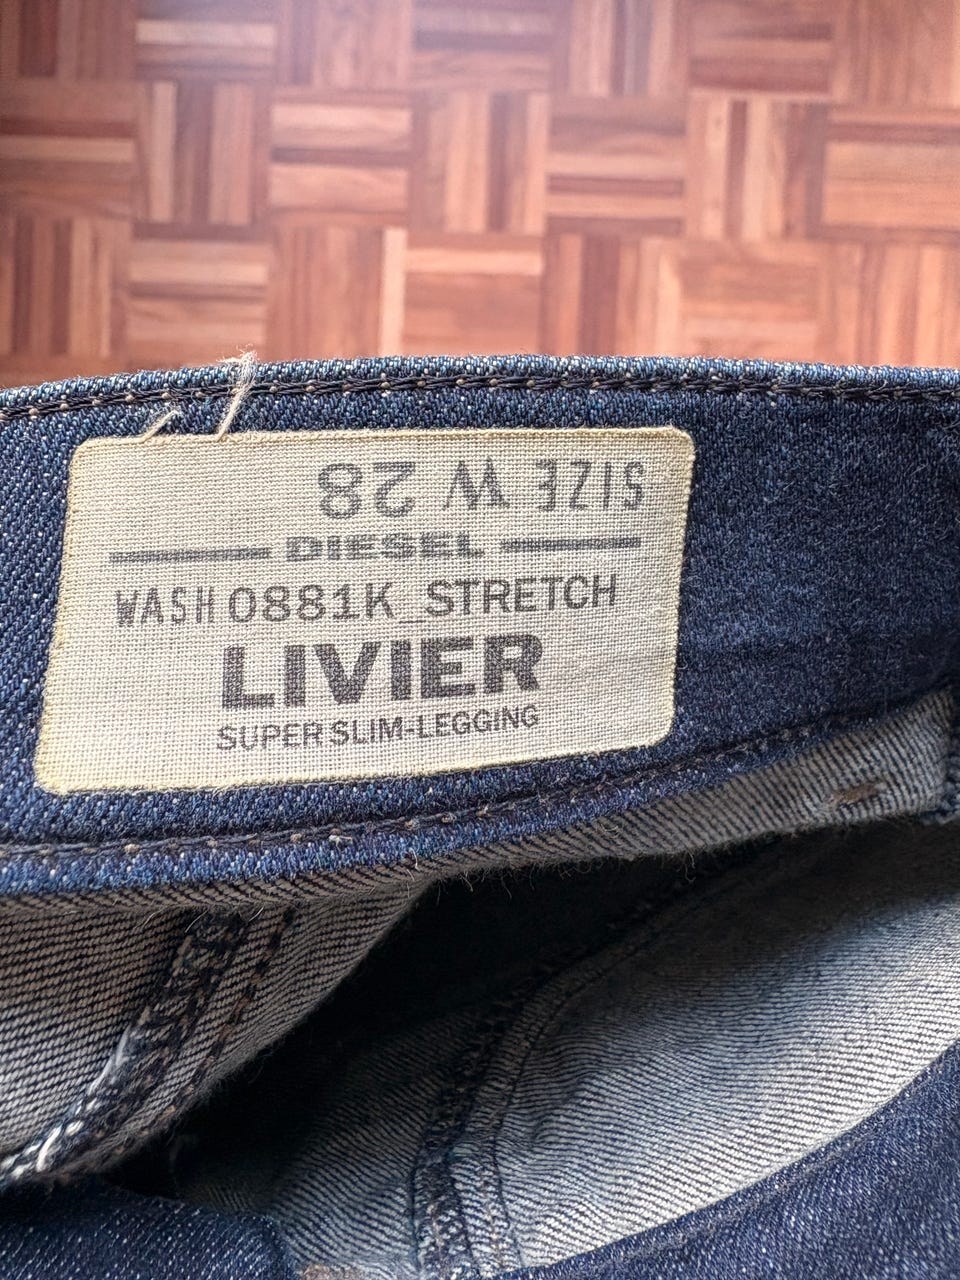 SIZE W 28
DIESEL
WASH 0881K_STRETCH
LIVIER
SUPER SLIM-LEGGING